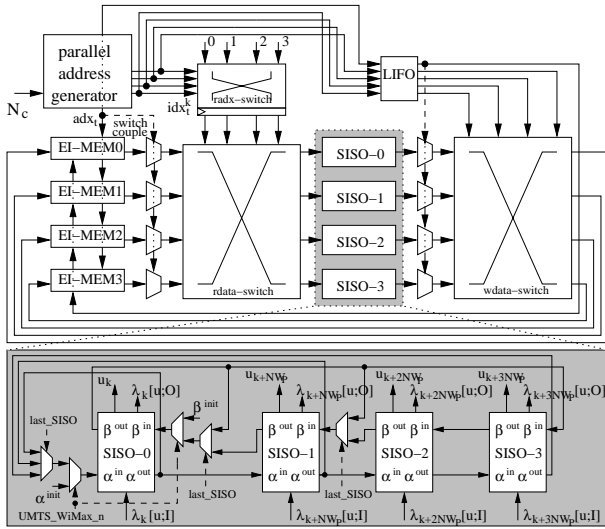 parallel
address
generator
N_c
0 1 2 3
radx-switch
idx_t^k
LIFO
adx_t
switch
couple
EI-MEM0
EI-MEM1
EI-MEM2
EI-MEM3
rdata-switch
SISO-0
SISO-1
SISO-2
SISO-3
wdata-switch
u_k
λ_k[u;O]
u_{k+NW_P}
λ_{k+NW_P}[u;O]
u_{k+2NW_P}
λ_{k+2NW_P}[u;O]
u_{k+3NW_P}
λ_{k+3NW_P}[u;O]
β^init
last_SISO
β^out β^in
SISO-0
α^in α^out
β^out β^in
SISO-1
α^in α^out
β^out β^in
SISO-2
α^in α^out
β^out β^in
SISO-3
α^in α^out
α^init
last_SISO
last_SISO
UMTS_WiMax_n
λ_k[u;I]
λ_{k+NW_P}[u;I]
λ_{k+2NW_P}[u;I]
λ_{k+3NW_P}[u;I]